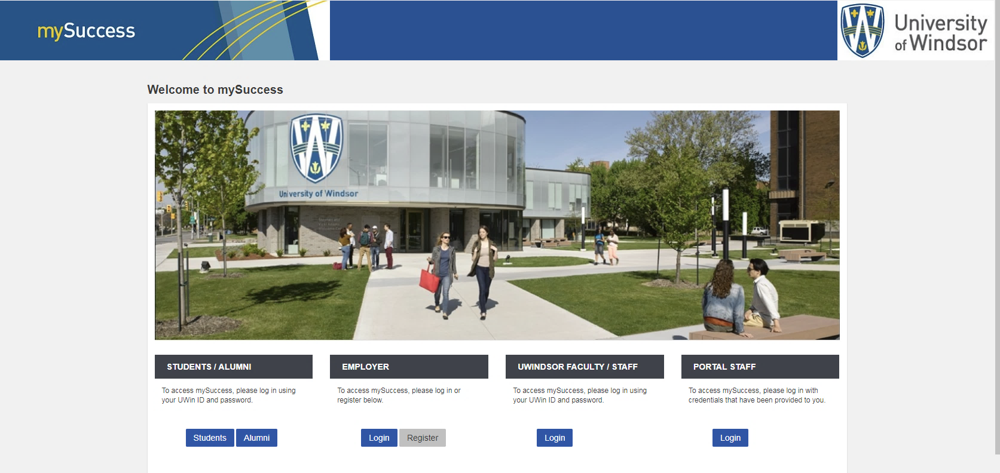 mySuccess
University
of Windsor
Welcome to mySuccess
University of Windsor
STUDENTS / ALUMNI
To access mySuccess, please log in using
your UWin ID and password.
Students
Alumni
EMPLOYER
To access mySuccess, please log in or
register below.
Login
Register
UWINDSOR FACULTY / STAFF
To access mySuccess, please log in using
your UWin ID and password.
Login
PORTAL STAFF
To access mySuccess, please log in with
credentials that have been provided to you.
Login